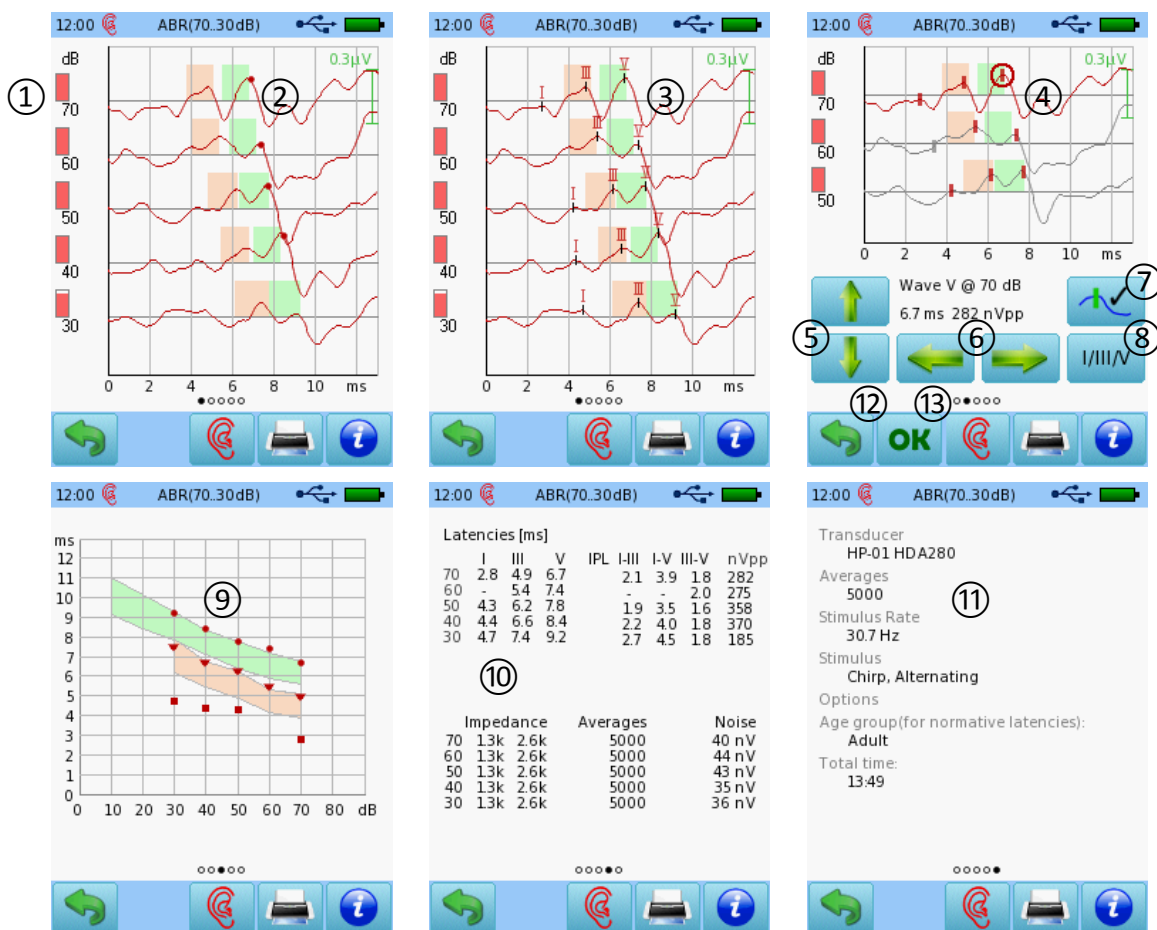 12:00 ABR(70..30dB)
dB
0.3µV
①
②
70
60
50
40
30
0 2 4 6 8 10 ms
12:00 ABR(70..30dB)
dB
0.3µV
I III V
③
70
III V
60
I III V
50
I III V
40
I III V
30
0 2 4 6 8 10 ms
12:00 ABR(70..30dB)
dB
0.3µV
④
70
60
50
0 2 4 6 8 10 ms
Wave V @ 70 dB
6.7 ms 282 nVpp
⑦
⑤
⑥
⑧
I/III/V
⑫
⑬
OK
i
i
i
12:00 ABR(70..30dB)
ms
12
11
10
9
8
7
6
5
4
3
2
1
0
⑨
0 10 20 30 40 50 60 70 80 dB
i
12:00 ABR(70..30dB)
Latencies [ms]
I III V IPL I-III I-V III-V nVpp
70 2.8 4.9 6.7 2.1 3.9 1.8 282
60 - 5.4 7.4 - - 2.0 275
50 4.3 6.2 7.8 1.9 3.5 1.6 358
40 4.4 6.6 8.4 2.2 4.0 1.8 370
30 4.7 7.4 9.2 2.7 4.5 1.8 185
⑩
Impedance Averages Noise
70 1.3k 2.6k 5000 40 nV
60 1.3k 2.6k 5000 44 nV
50 1.3k 2.6k 5000 43 nV
40 1.3k 2.6k 5000 35 nV
30 1.3k 2.6k 5000 36 nV
i
12:00 ABR(70..30dB)
Transducer
HP-01 HDA280
Averages
5000
⑪
Stimulus Rate
30.7 Hz
Stimulus
Chirp, Alternating
Options
Age group(for normative latencies):
Adult
Total time:
13:49
i